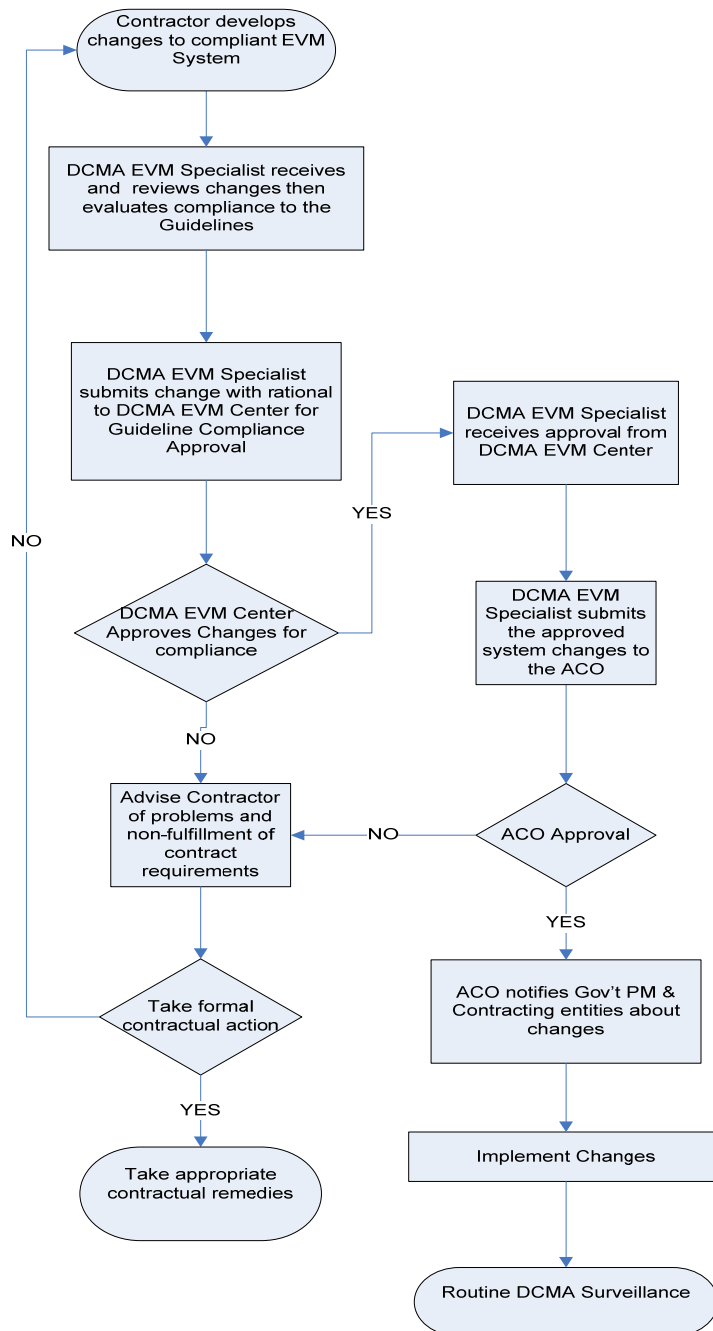 Contractor develops
changes to compliant EVM
System
DCMA EVM Specialist receives
and reviews changes then
evaluates compliance to the
Guidelines
DCMA EVM Specialist
submits change with rational
to DCMA EVM Center for
Guideline Compliance
Approval
DCMA EVM Specialist
receives approval from
DCMA EVM Center
YES
NO
DCMA EVM Center
Approves Changes for
compliance
DCMA EVM
Specialist submits
the approved
system changes to
the ACO
NO
Advise Contractor
of problems and
non-fulfillment of
contract
requirements
NO
ACO Approval
YES
Take formal
contractual action
ACO notifies Gov't PM &
Contracting entities about
changes
YES
Take appropriate
contractual remedies
Implement Changes
Routine DCMA Surveillance